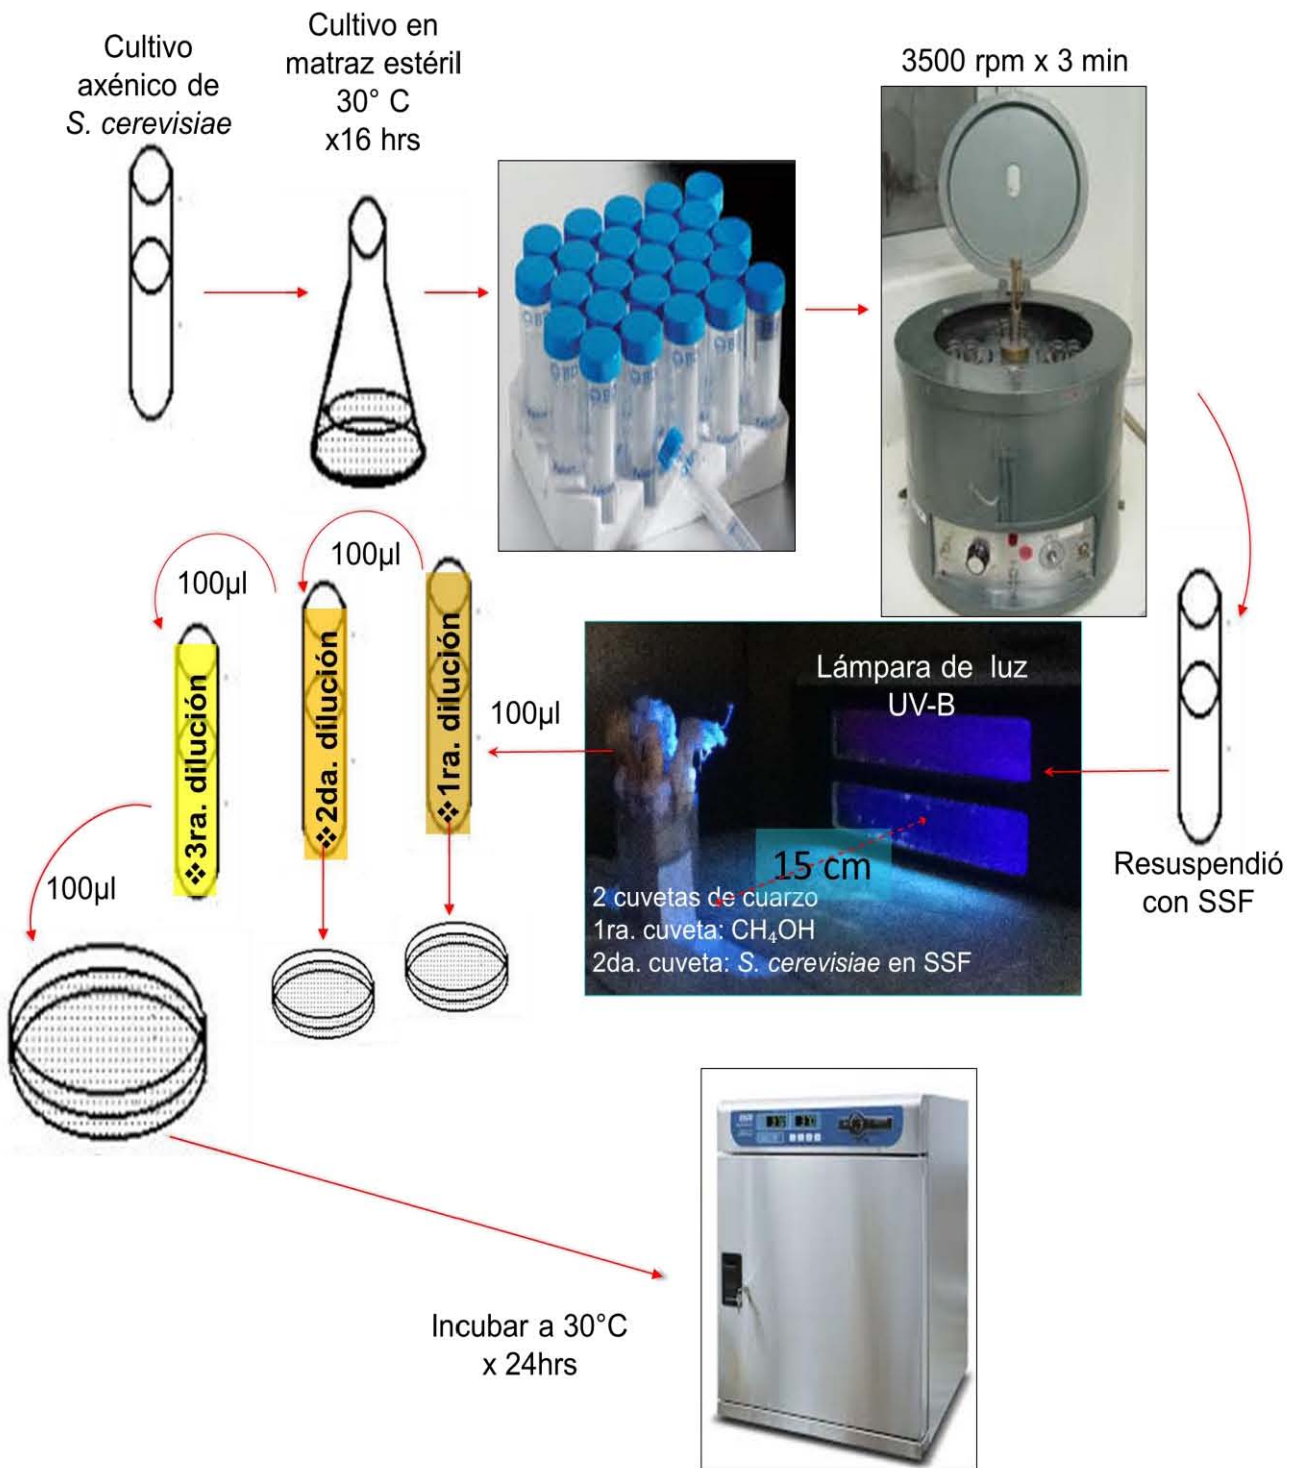 Cultivo
axénico de
S. cerevisiae
Cultivo en
matraz estéril
30° C
x16 hrs
3500 rpm x 3 min
100µl
100µl
❖3ra. dilución
❖2da. dilución
❖1ra. dilución
100µl
100µl
Lámpara de luz
UV-B
15 cm
2 cuvetas de cuarzo
1ra. cuveta: CH₄OH
2da. cuveta: S. cerevisiae en SSF
Resuspendió
con SSF
Incubar a 30°C
x 24hrs